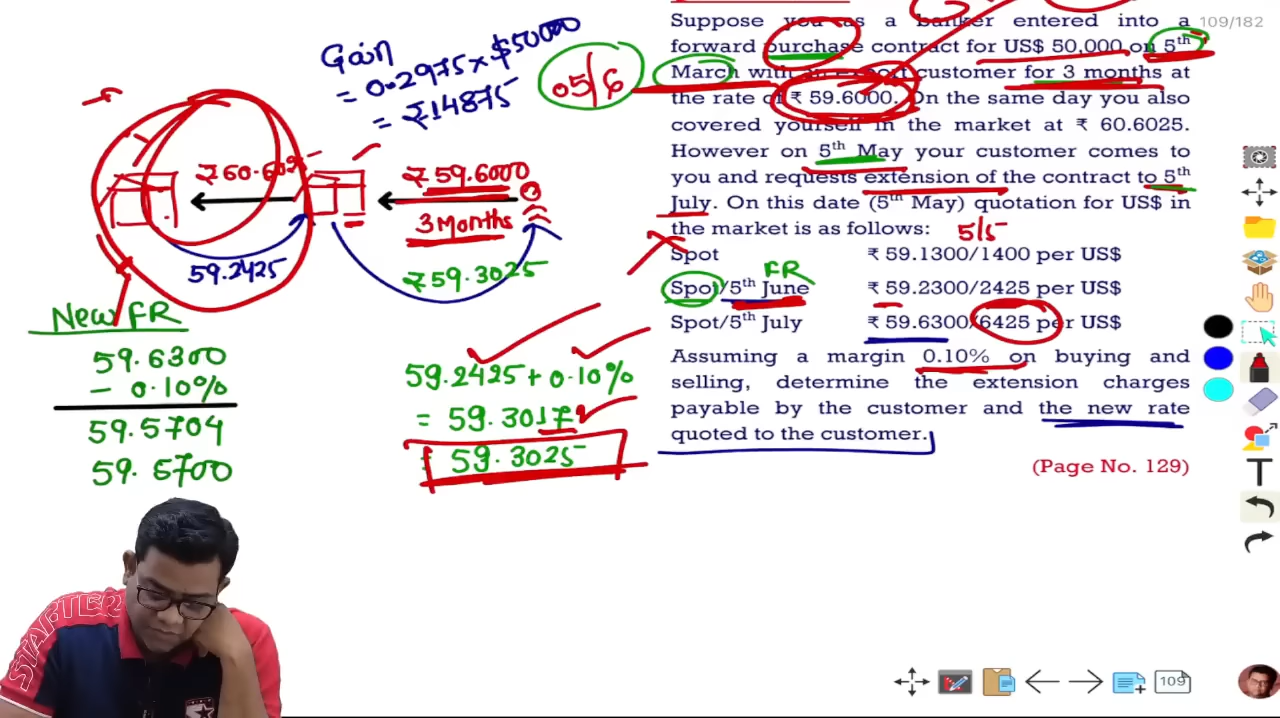 109/182
Suppose you as a banker entered into a
forward purchase contract for US$ 50,000 on 5th
March with an export customer for 3 months at
the rate of ₹ 59.6000. On the same day you also
covered yourself in the market at ₹ 60.6025.
However on 5th May your customer comes to
you and requests extension of the contract to 5th
July. On this date (5th May) quotation for US$ in
the market is as follows: 5/5
Spot ₹ 59.1300/1400 per US$
FR
Spot/5th June ₹ 59.2300/2425 per US$
Spot/5th July ₹ 59.6300/6425 per US$
Assuming a margin 0.10% on buying and
selling, determine the extension charges
payable by the customer and the new rate
quoted to the customer.
(Page No. 129)
Gain
= 0.2975 × $50000
= ₹14875
05/6
₹60.6025
₹59.6000
3 Months
59.2425
₹59.3025
New FR
59.6300
- 0.10%
59.5704
59.5700
59.2425 + 0.10%
= 59.3017
= 59.3025
STARTER
T
109